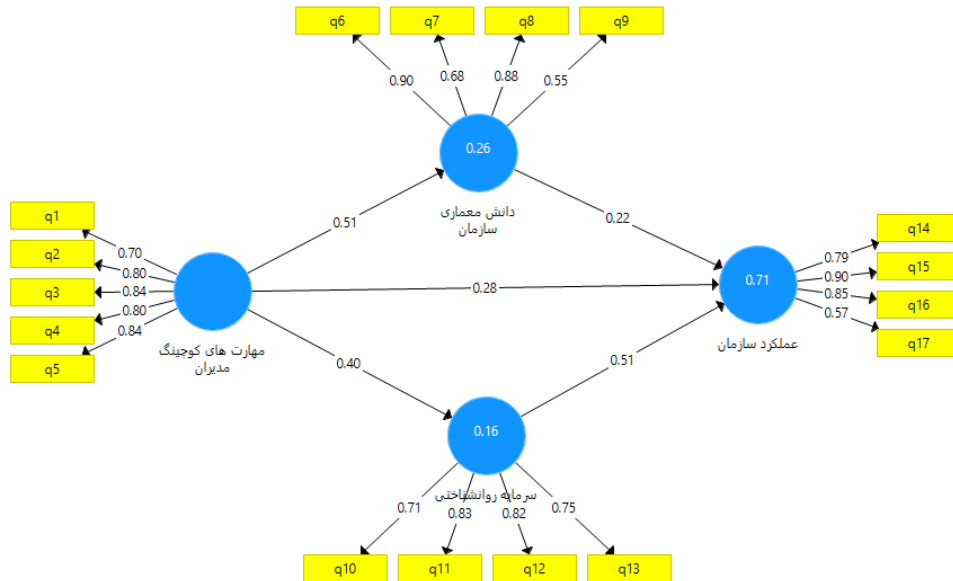 q6
q7
q8
q9
0.90
0.68
0.88
0.55
0.26
دانش معماری
سازمان
0.51
0.22
q1
q2
q3
q4
q5
0.70
0.80
0.84
0.80
0.84
مهارت های کوچینگ
مدیران
0.28
0.71
عملکرد سازمان
q14
q15
q16
q17
0.79
0.90
0.85
0.57
0.40
0.51
0.16
سرمایه روانشناختی
0.71
0.83
0.82
0.75
q10
q11
q12
q13